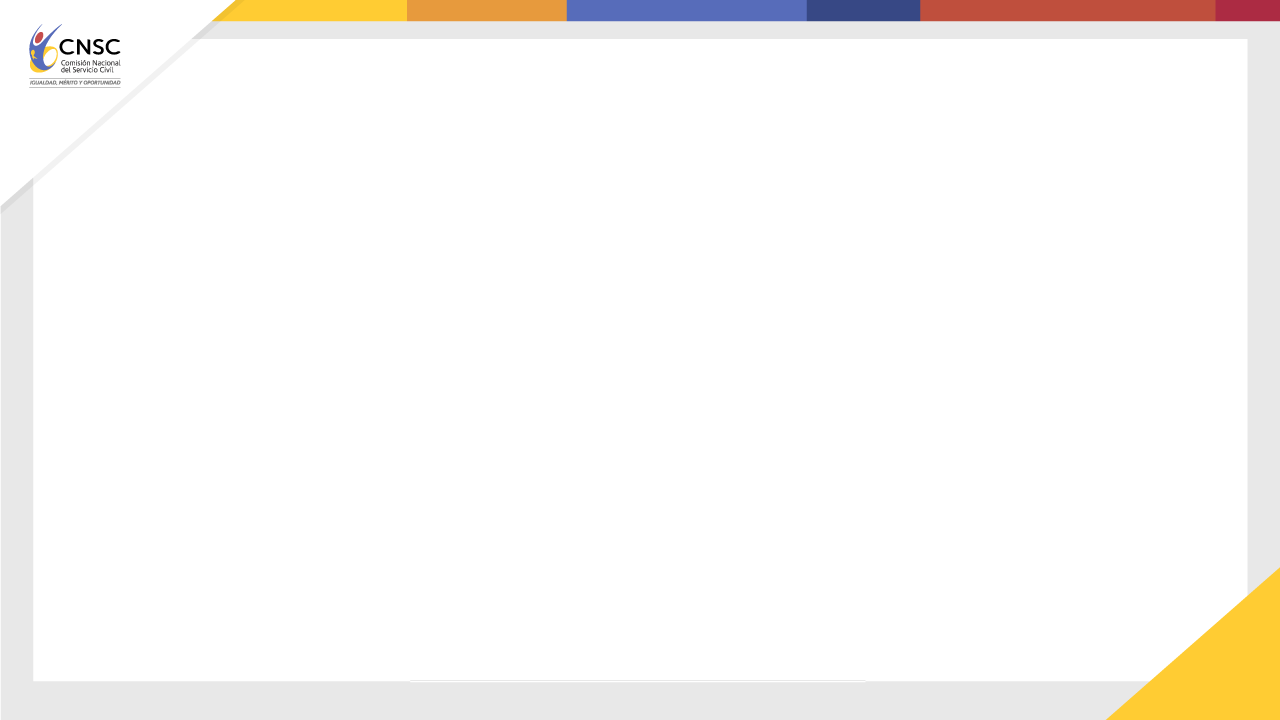 CNSC
Comisión Nacional
del Servicio Civil
IGUALDAD, MÉRITO Y OPORTUNIDAD